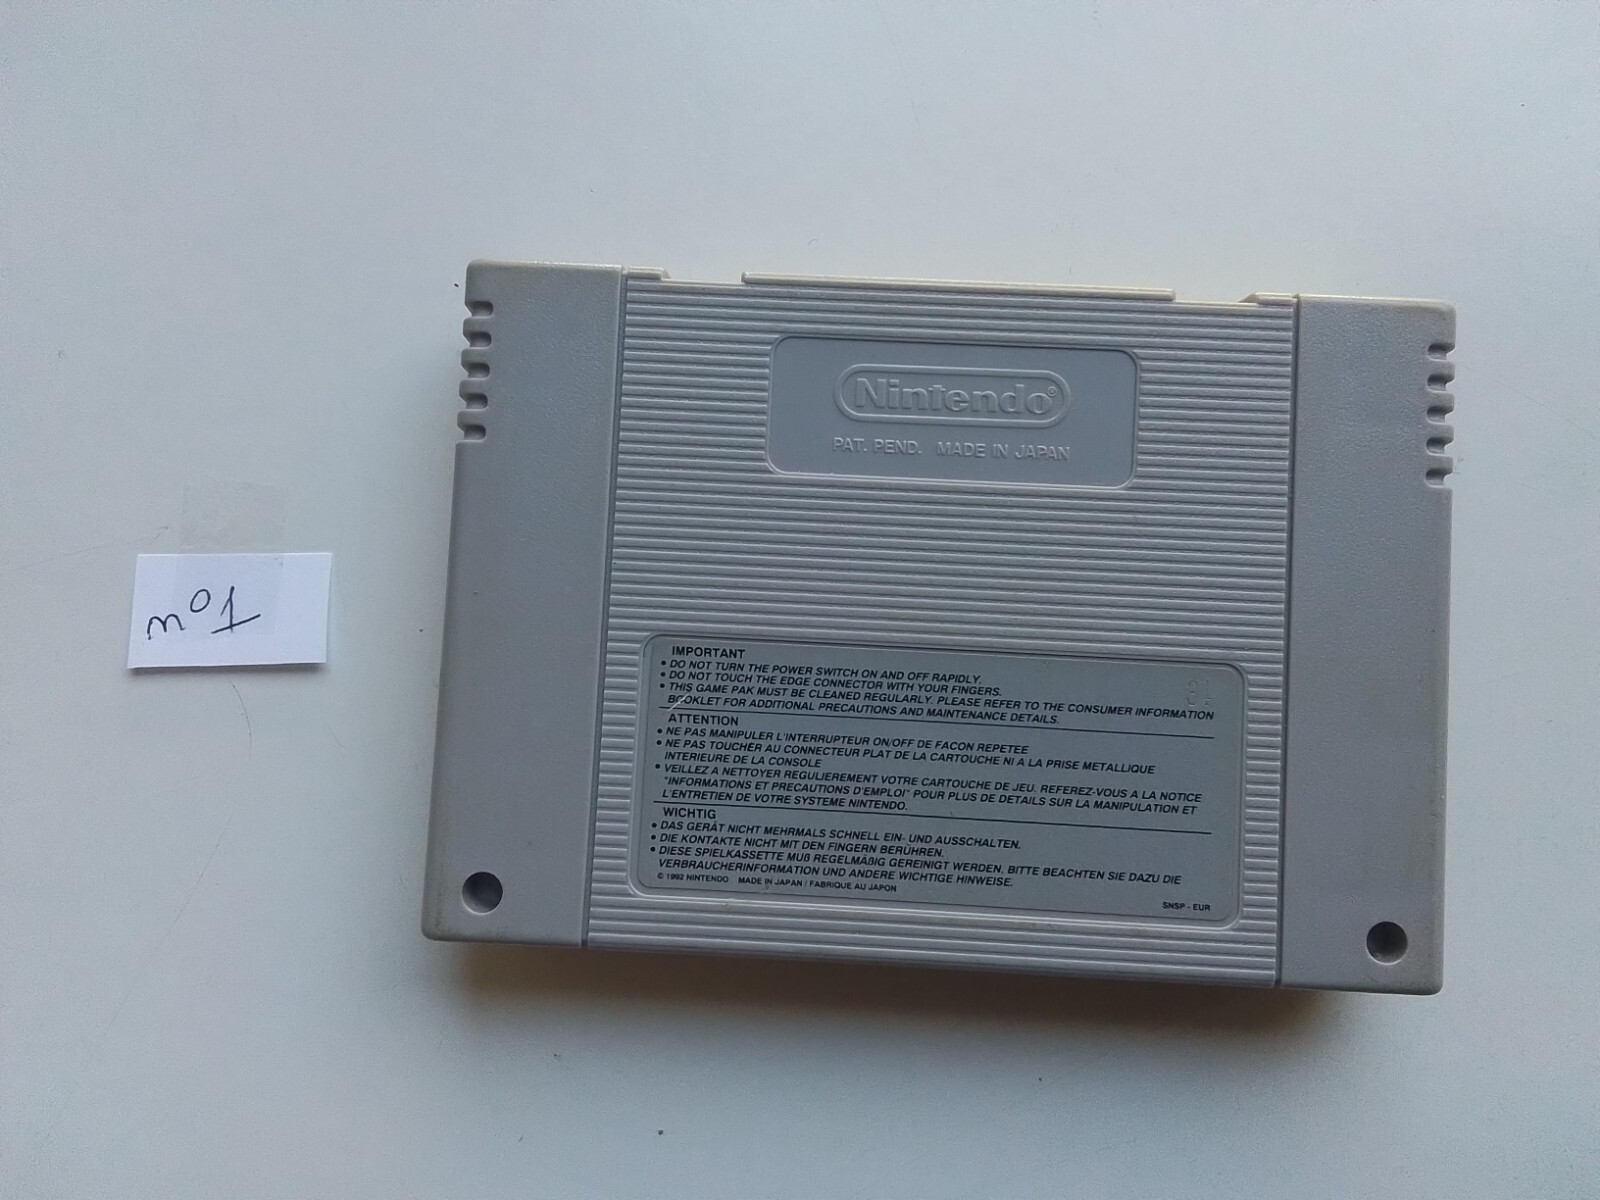 Nintendo®
PAT. PEND. MADE IN JAPAN
n°1
IMPORTANT
• DO NOT TURN THE POWER SWITCH ON AND OFF RAPIDLY.
• DO NOT TOUCH THE EDGE CONNECTOR WITH YOUR FINGERS.
• THIS GAME PAK MUST BE CLEANED REGULARLY. PLEASE REFER TO THE CONSUMER INFORMATION
BOOKLET FOR ADDITIONAL PRECAUTIONS AND MAINTENANCE DETAILS.
ATTENTION
• NE PAS MANIPULER L'INTERRUPTEUR ON/OFF DE FACON REPETEE
• NE PAS TOUCHER AU CONNECTEUR PLAT DE LA CARTOUCHE NI A LA PRISE METALLIQUE
INTERIEURE DE LA CONSOLE
• VEILLEZ A NETTOYER REGULIEREMENT VOTRE CARTOUCHE DE JEU. REFEREZ-VOUS A LA NOTICE
"INFORMATIONS ET PRECAUTIONS D'EMPLOI" POUR PLUS DE DETAILS SUR LA MANIPULATION ET
L'ENTRETIEN DE VOTRE SYSTEME NINTENDO.
WICHTIG
• DAS GERÄT NICHT MEHRMALS SCHNELL EIN- UND AUSSCHALTEN.
• DIE KONTAKTE NICHT MIT DEN FINGERN BERÜHREN.
• DIESE SPIELKASSETTE MUß REGELMÄßIG GEREINIGT WERDEN. BITTE BEACHTEN SIE DAZU DIE
VERBRAUCHERINFORMATION UND ANDERE WICHTIGE HINWEISE.
© 1992 NINTENDO MADE IN JAPAN / FABRIQUE AU JAPON
SNSP - EUR